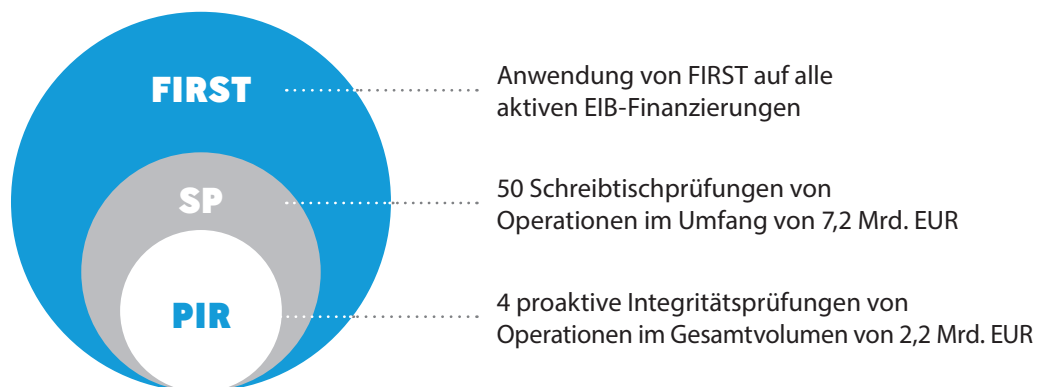 FIRST
Anwendung von FIRST auf alle
aktiven EIB-Finanzierungen
SP
50 Schreibtischprüfungen von
Operationen im Umfang von 7,2 Mrd. EUR
PIR
4 proaktive Integritätsprüfungen von
Operationen im Gesamtvolumen von 2,2 Mrd. EUR